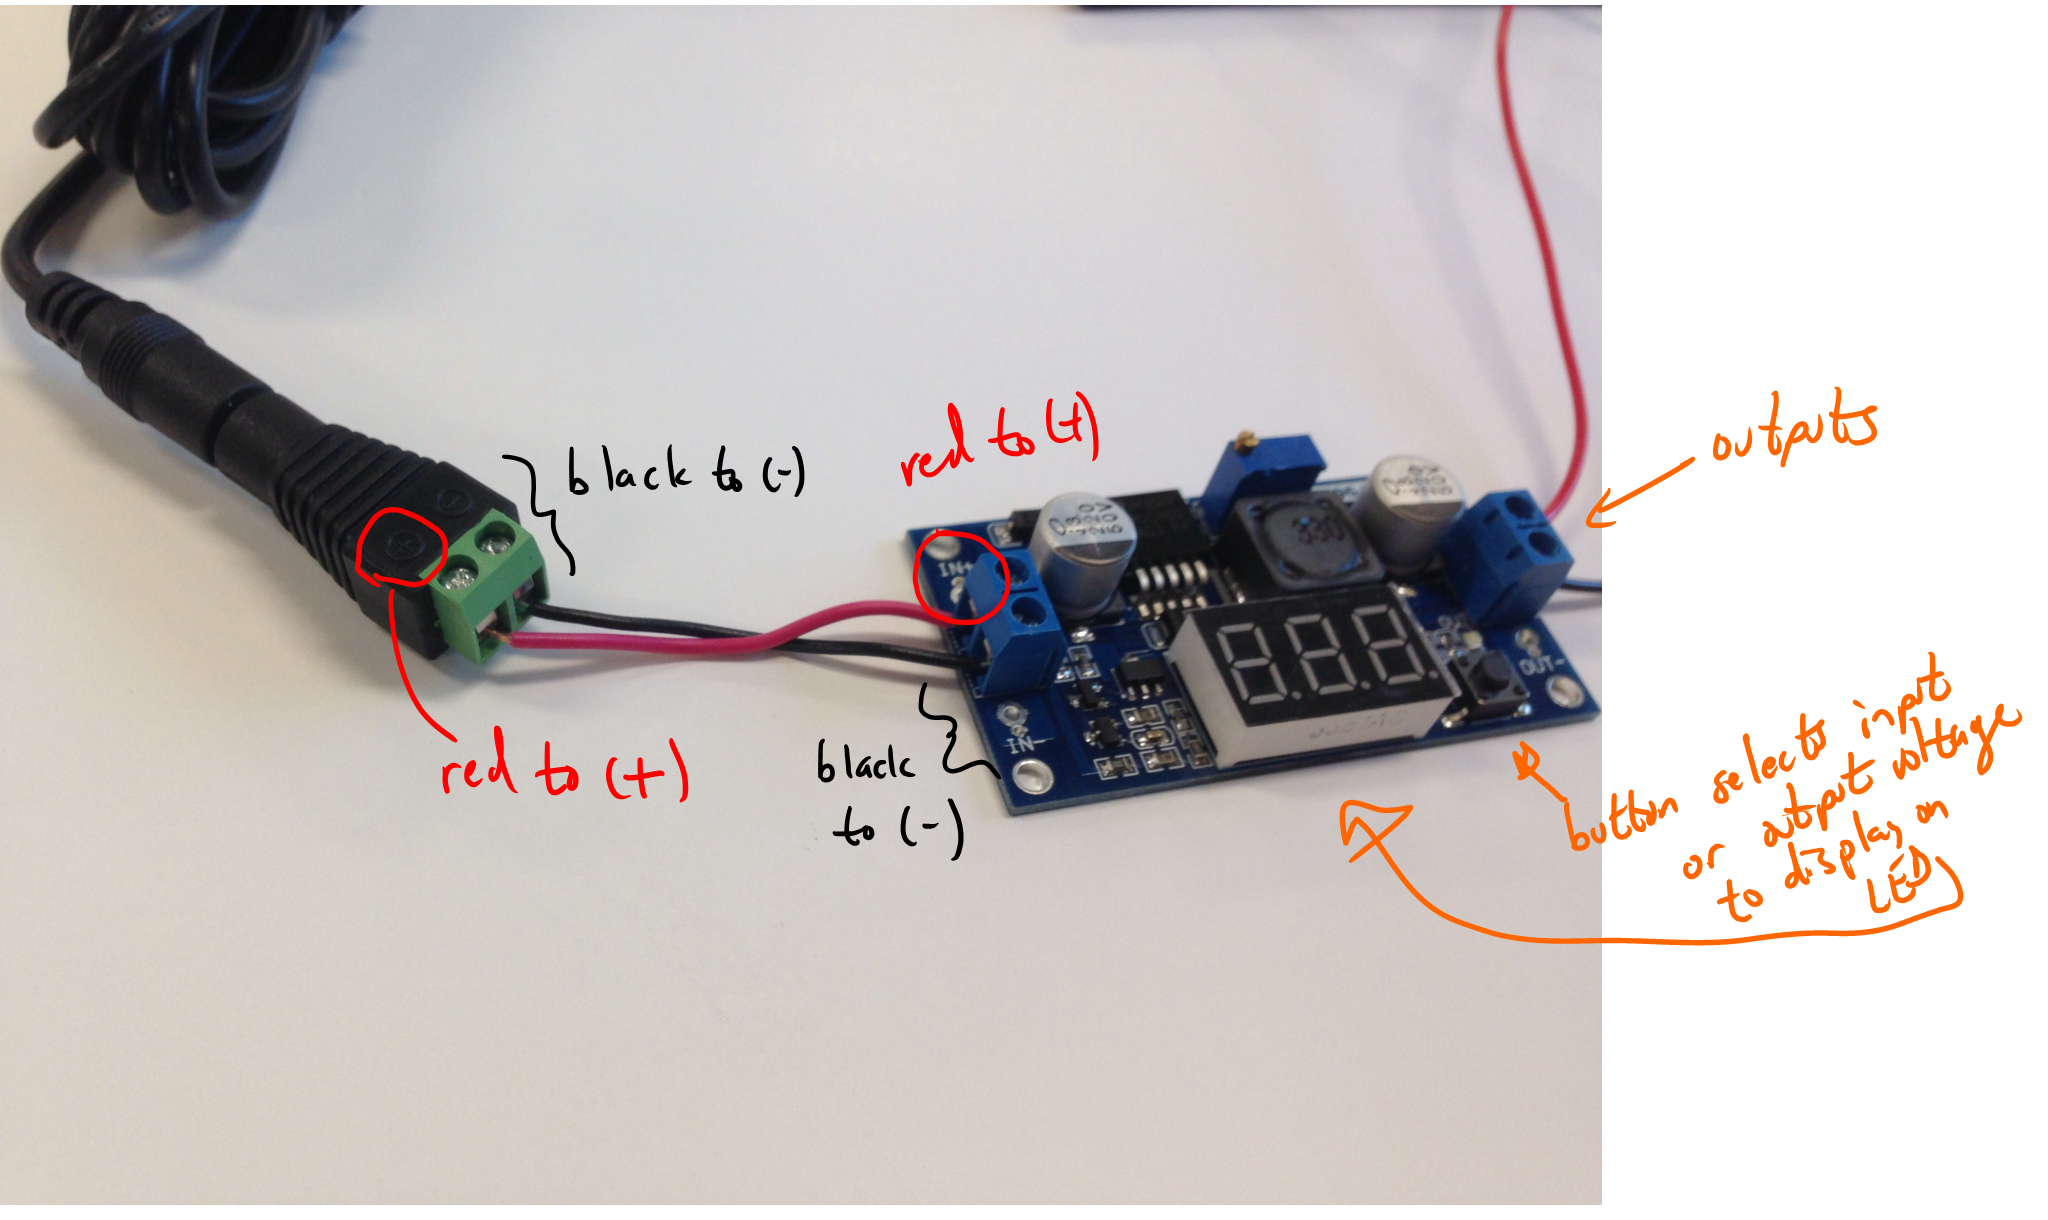 black to (-)
red to (+)
outputs
IN+
330
red to (+)
black
to (-)
IN-
OUT-
button selects input
or output voltage
to display on
LED